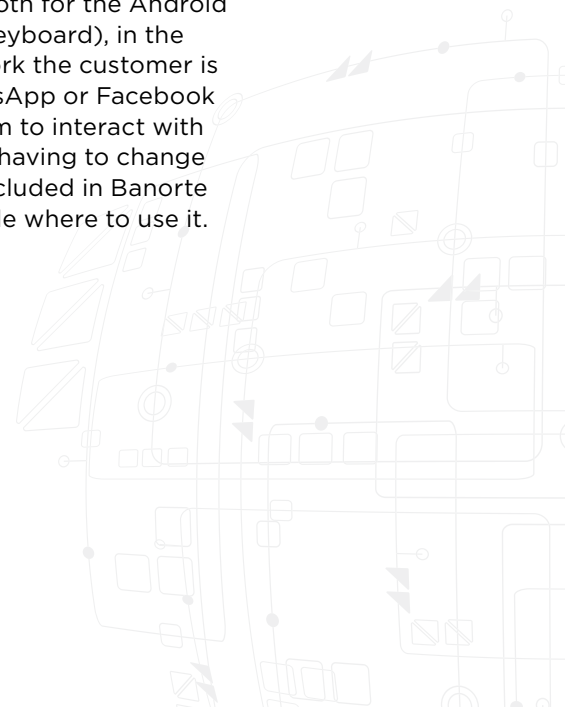 oth for the Android
eyboard), in the
rk the customer is
sApp or Facebook
m to interact with
having to change
cluded in Banorte
le where to use it.